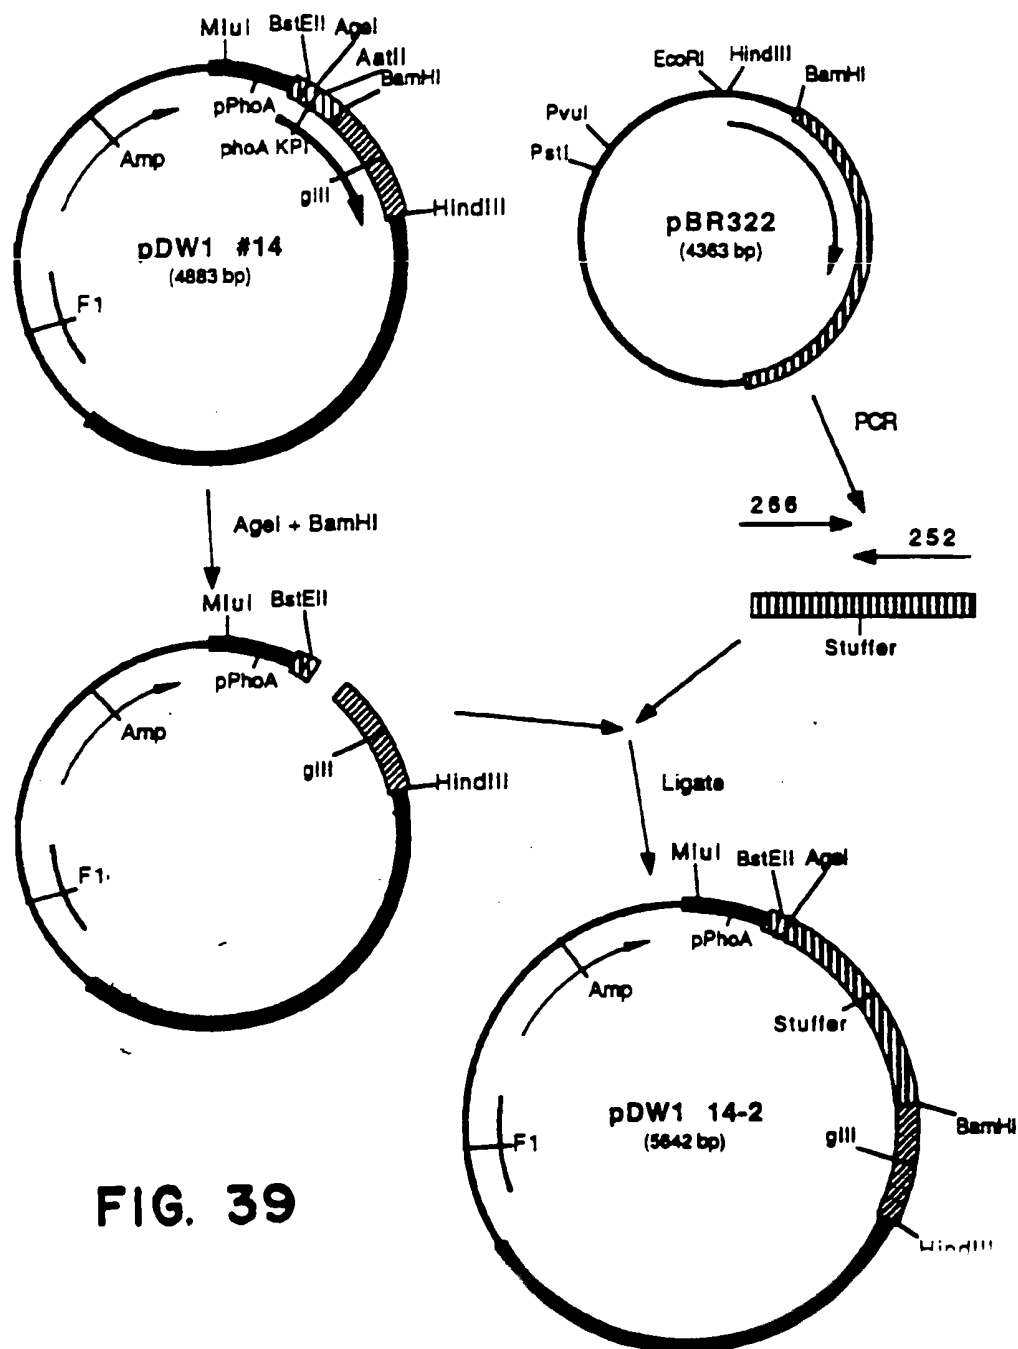 MluI
BstEII
AgeI
AatII
BamHI
pPhoA
phoA KPI
Amp
gIII
HindIII
pDW1 #14
(4883 bp)
F1
EcoRI
HindIII
BamHI
PvuI
PstI
pBR322
(4363 bp)
PCR
266
252
Stuffer
AgeI + BamHI
MluI
BstEII
pPhoA
Amp
gIII
HindIII
F1
Ligate
MluI
BstEII
AgeI
pPhoA
Amp
Stuffer
pDW1 14-2
(5642 bp)
BamHI
gIII
F1
HindIII
FIG. 39